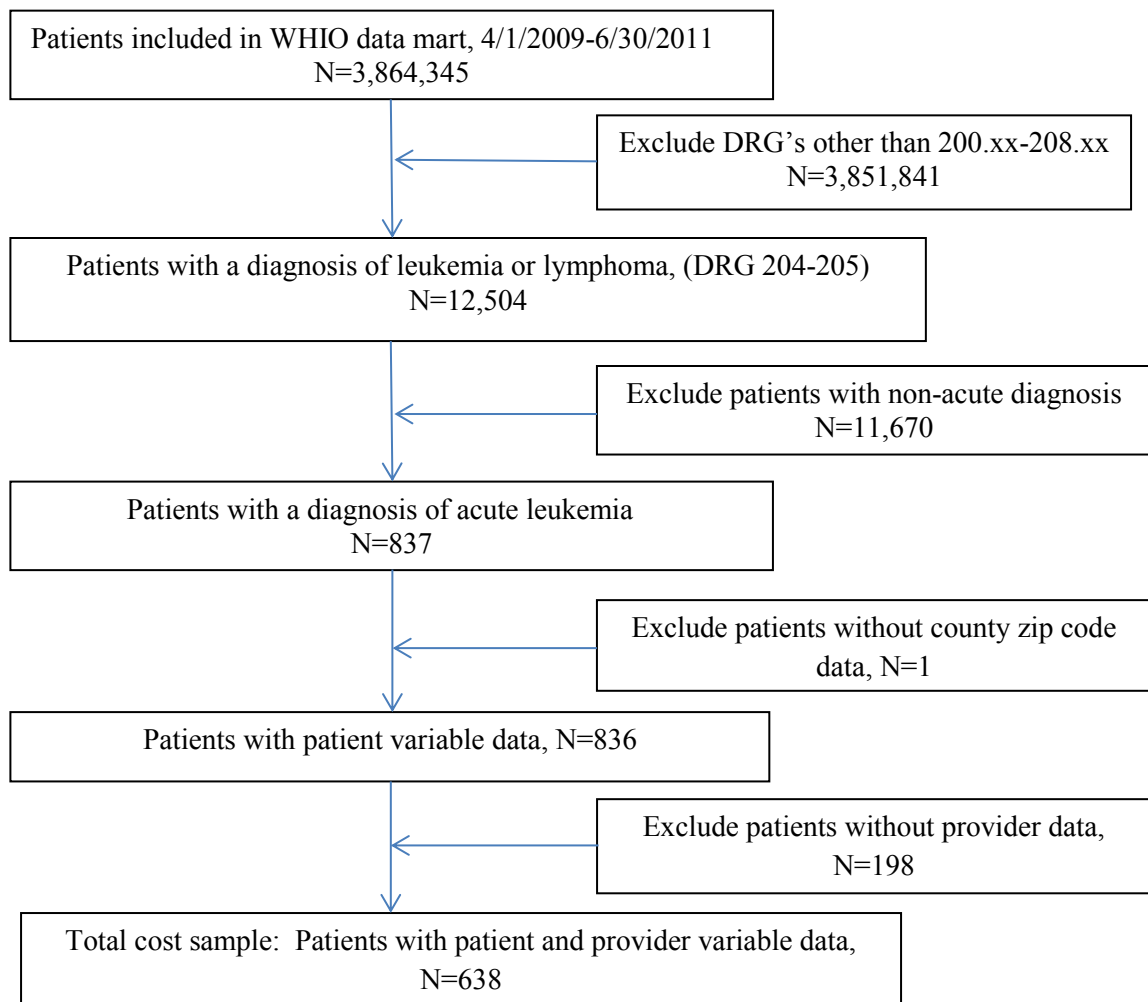 Patients included in WHIO data mart, 4/1/2009-6/30/2011
N=3,864,345
Exclude DRG's other than 200.xx-208.xx
N=3,851,841
Patients with a diagnosis of leukemia or lymphoma, (DRG 204-205)
N=12,504
Exclude patients with non-acute diagnosis
N=11,670
Patients with a diagnosis of acute leukemia
N=837
Exclude patients without county zip code
data, N=1
Patients with patient variable data, N=836
Exclude patients without provider data,
N=198
Total cost sample:  Patients with patient and provider variable data,
N=638